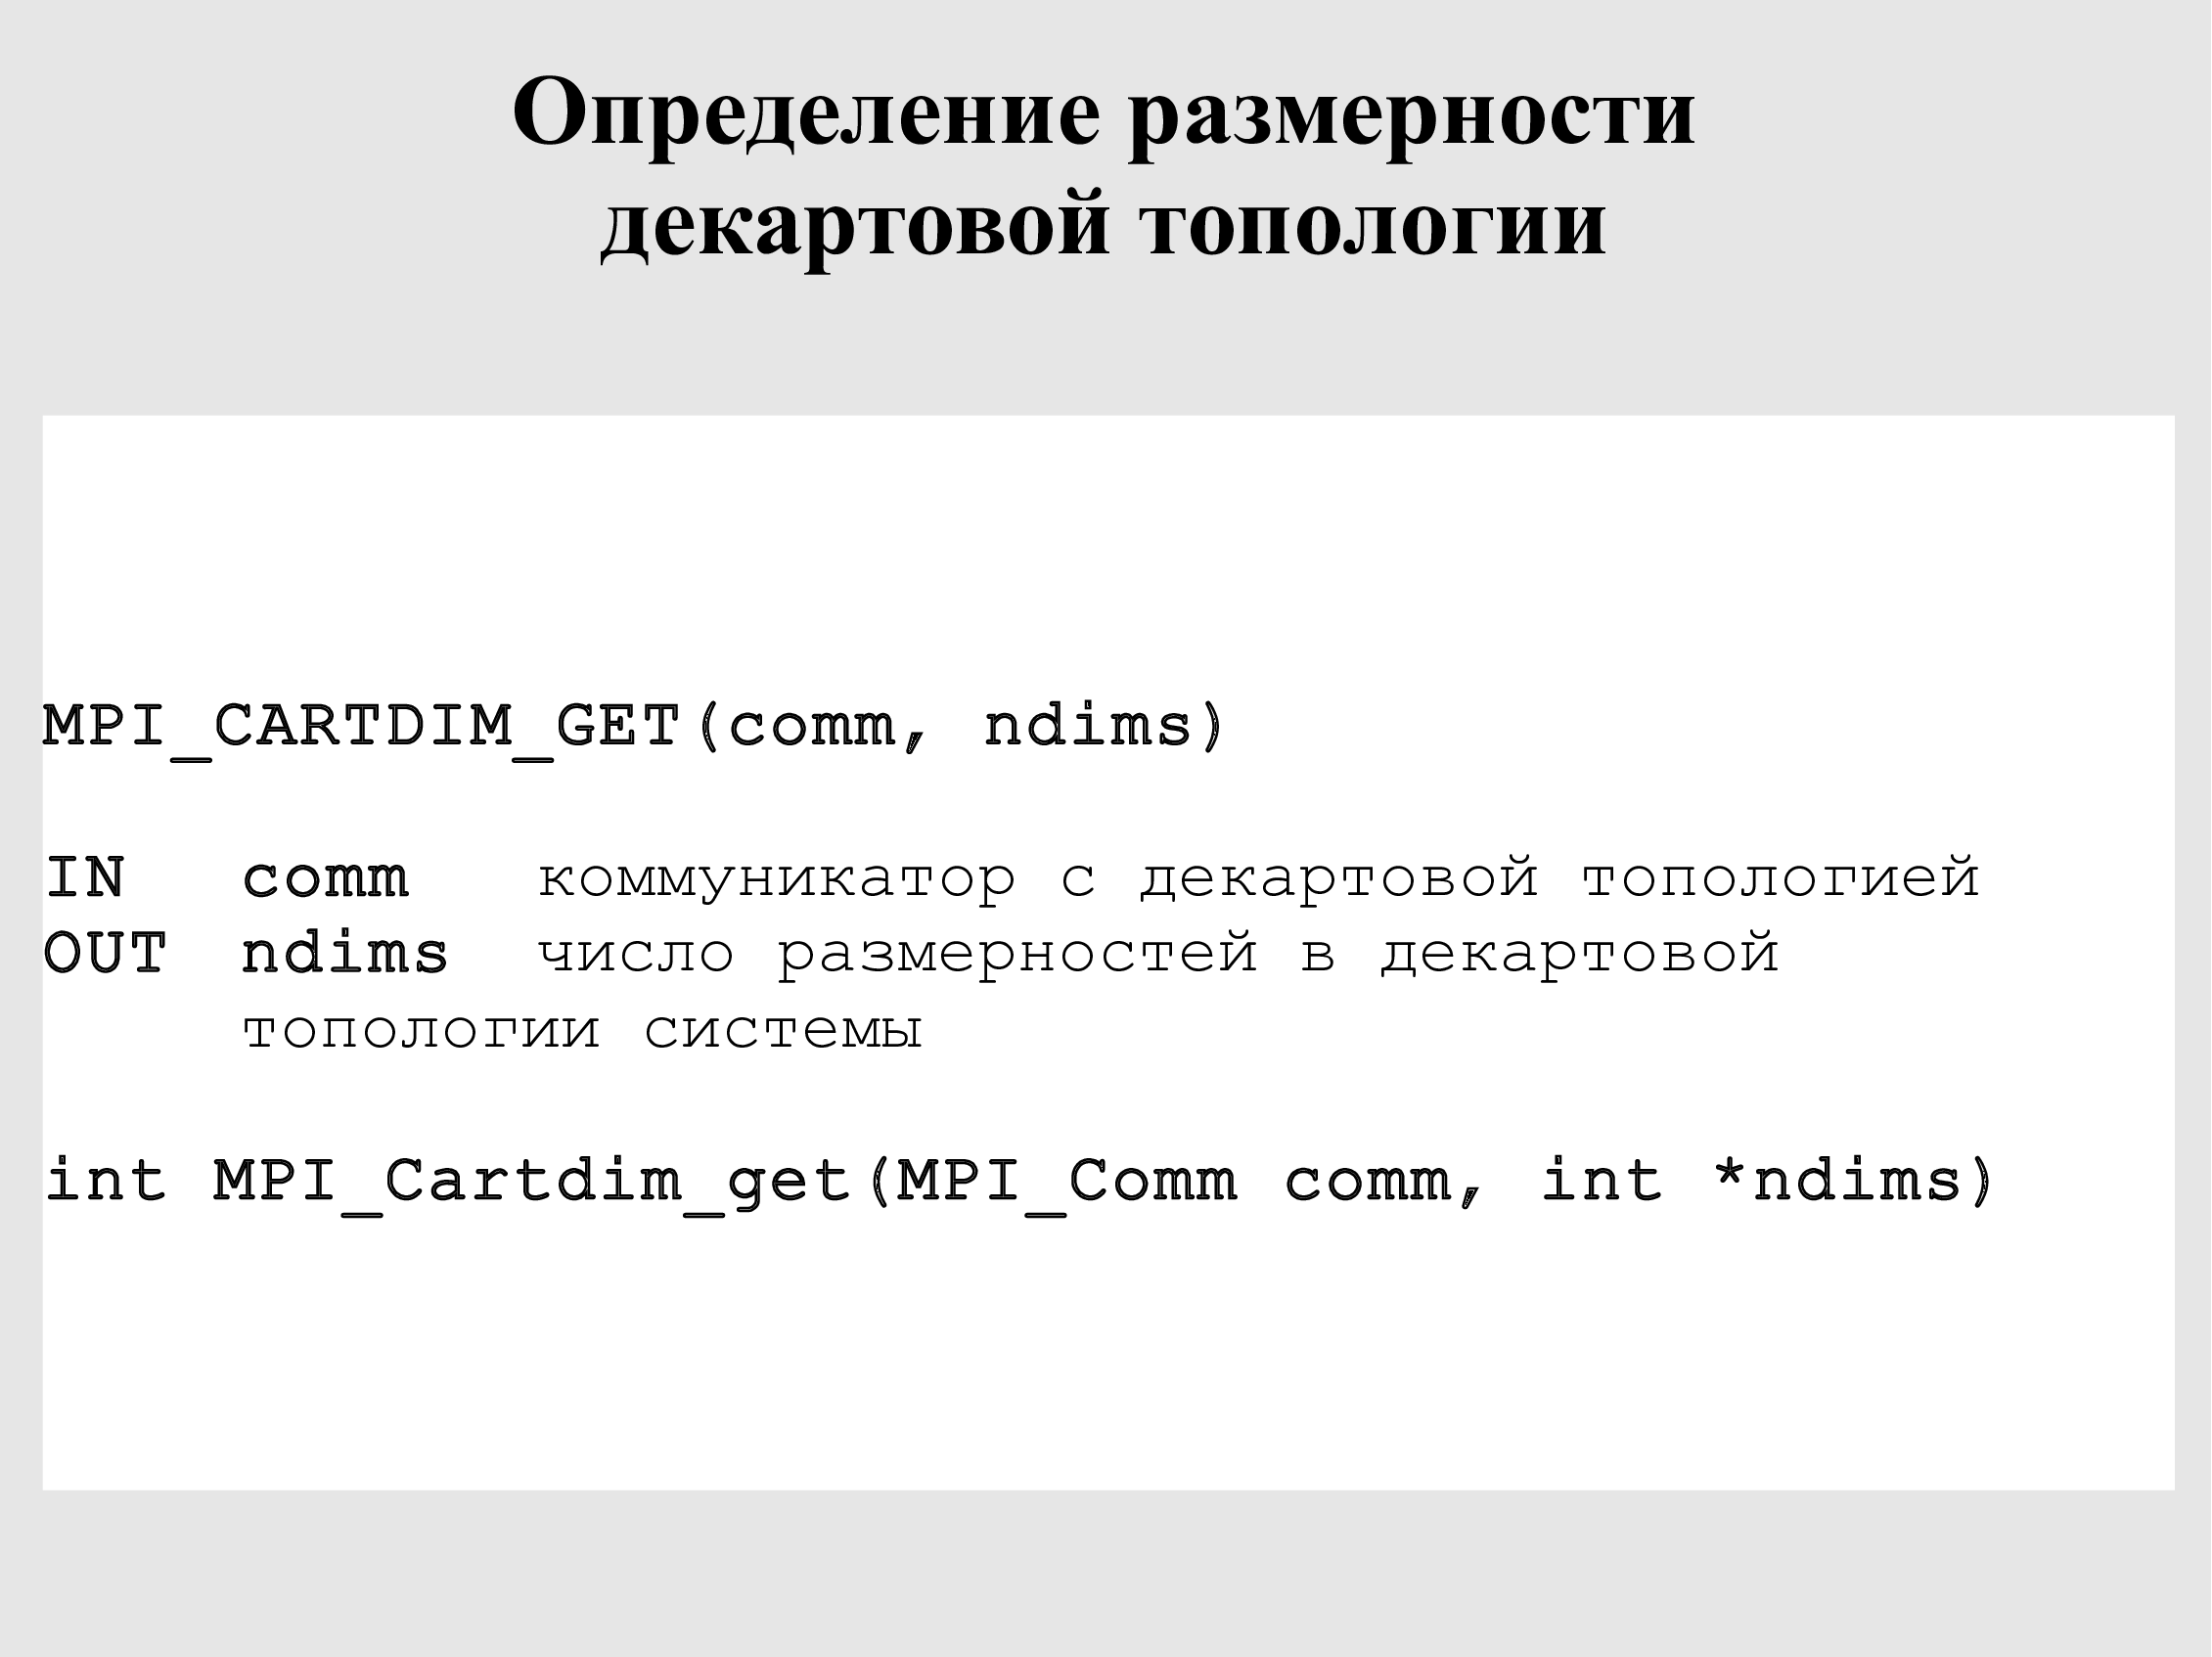 Определение размерности
декартовой топологии
MPI_CARTDIM_GET(comm, ndims)
IN comm коммуникатор с декартовой топологией
OUT ndims число размерностей в декартовой
топологии системы
int MPI_Cartdim_get(MPI_Comm comm, int *ndims)